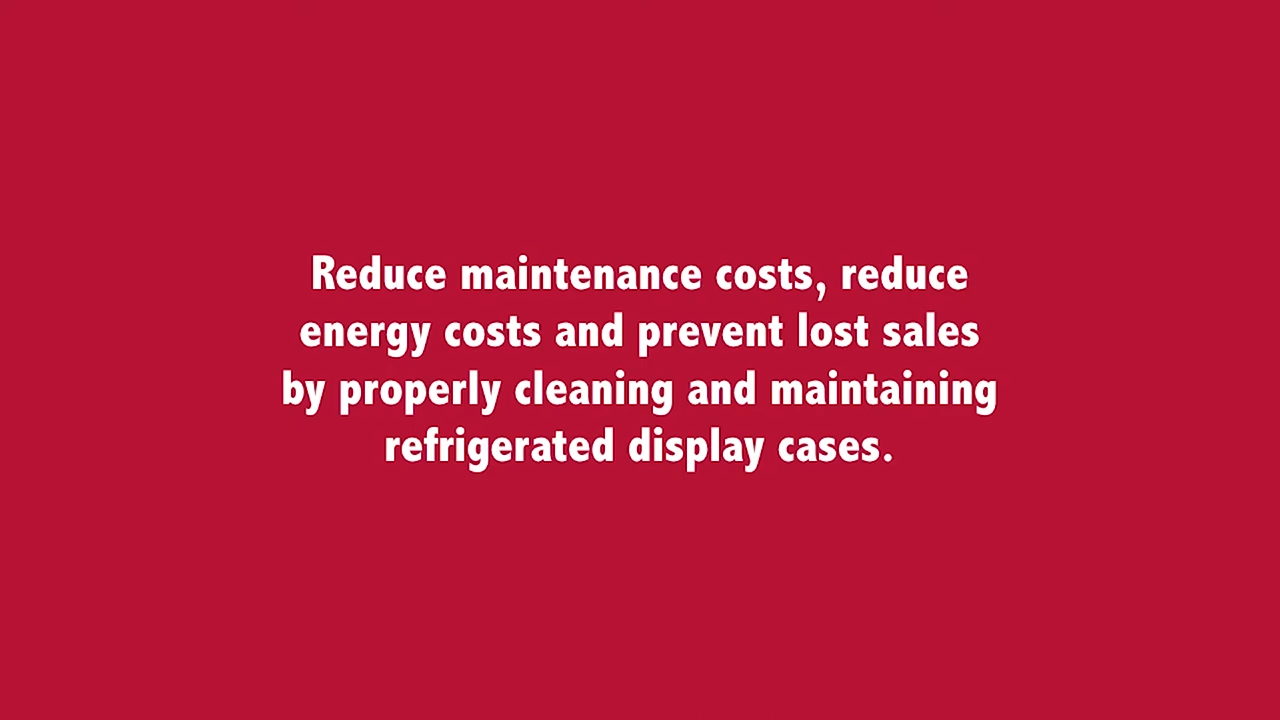 Reduce maintenance costs, reduce
energy costs and prevent lost sales
by properly cleaning and maintaining
refrigerated display cases.